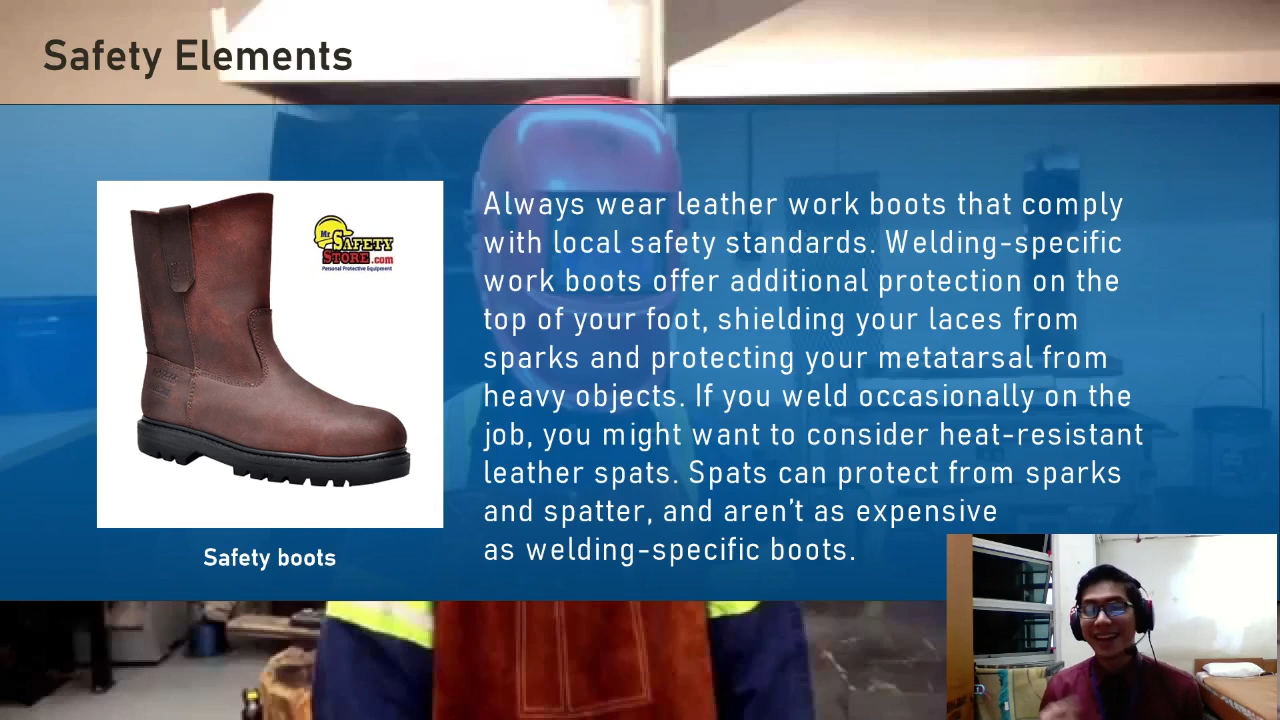 Safety Elements
Mr
SAFETY
STORE.com
Personal Protective Equipment
Safety boots
Always wear leather work boots that comply
with local safety standards. Welding-specific
work boots offer additional protection on the
top of your foot, shielding your laces from
sparks and protecting your metatarsal from
heavy objects. If you weld occasionally on the
job, you might want to consider heat-resistant
leather spats. Spats can protect from sparks
and spatter, and aren’t as expensive
as welding-specific boots.